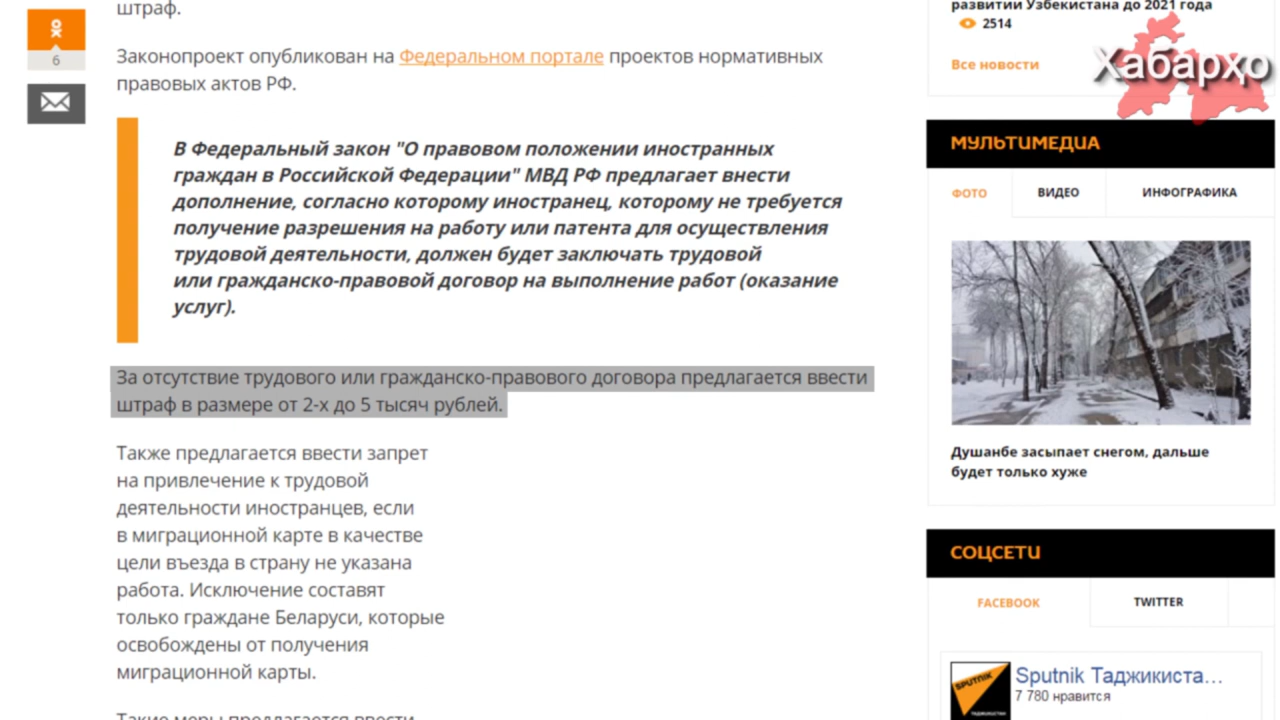 штраф.
6
Законопроект опубликован на Федеральном портале проектов нормативных
правовых актов РФ.
В Федеральный закон "О правовом положении иностранных
граждан в Российской Федерации" МВД РФ предлагает внести
дополнение, согласно которому иностранец, которому не требуется
получение разрешения на работу или патента для осуществления
трудовой деятельности, должен будет заключать трудовой
или гражданско-правовой договор на выполнение работ (оказание
услуг).
За отсутствие трудового или гражданско-правового договора предлагается ввести
штраф в размере от 2-х до 5 тысяч рублей.
Также предлагается ввести запрет
на привлечение к трудовой
деятельности иностранцев, если
в миграционной карте в качестве
цели въезда в страну не указана
работа. Исключение составят
только граждане Беларуси, которые
освобождены от получения
миграционной карты.
Такие меры предлагается ввести
развитии Узбекистана до 2021 года
2514
Все новости
Хабарҳо
МУЛЬТИМЕДИА
ФОТО
ВИДЕО
ИНФОГРАФИКА
Душанбе засыпает снегом, дальше
будет только хуже
СОЦСЕТИ
FACEBOOK
TWITTER
SPUTNIK
ТАДЖИКИСТАН
Sputnik Таджикиста...
7 780 нравится